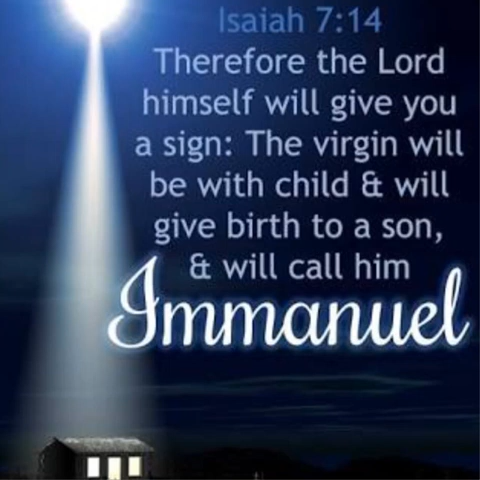 Isaiah 7:14
Therefore the Lord
himself will give you
a sign: The virgin will
be with child & will
give birth to a son,
& will call him
Immanuel